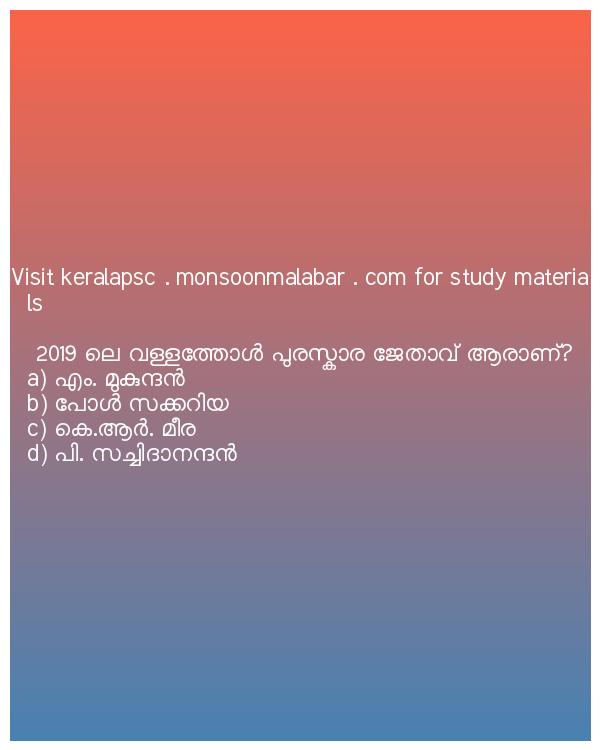 Visit keralapsc . monsoonmalabar . com for study materia
ls
2019 ലെ വള്ളത്തോൾ പുരസ്കാര ജേതാവ് ആരാണ്?
a) എം. മുകുന്ദൻ
b) പോൾ സക്കറിയ
c) കെ.ആർ. മീര
d) പി. സച്ചിദാനന്ദൻ